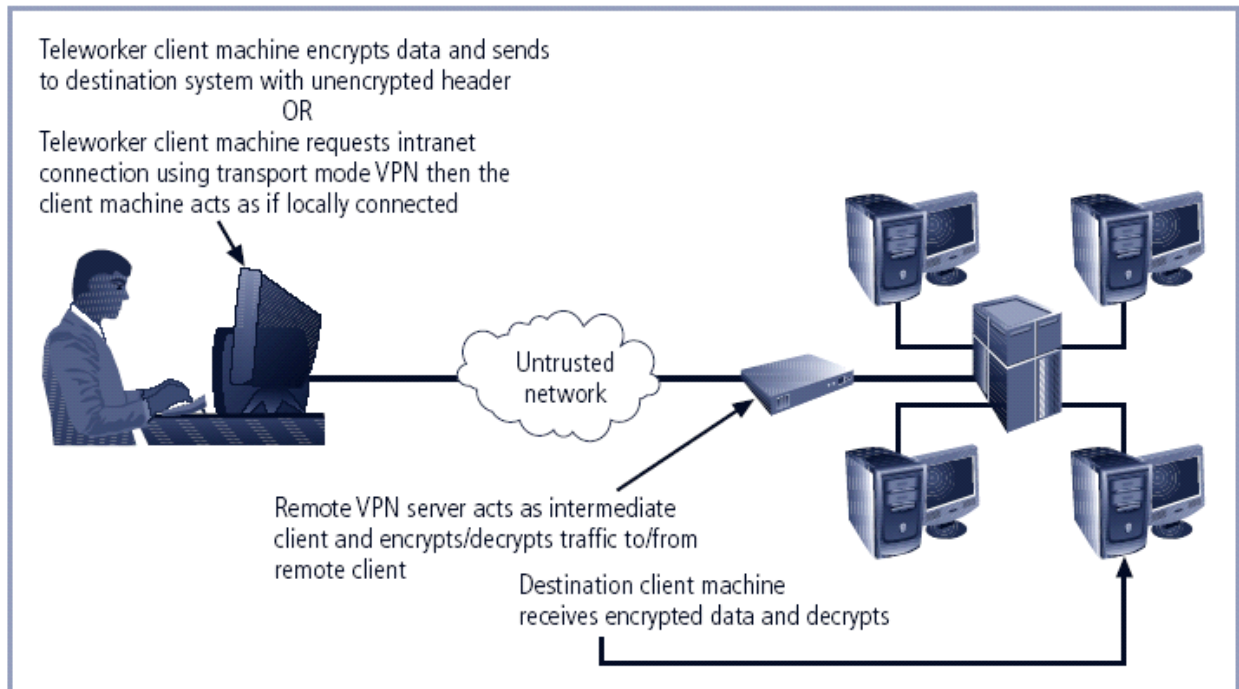 Teleworker client machine encrypts data and sends
to destination system with unencrypted header
OR
Teleworker client machine requests intranet
connection using transport mode VPN then the
client machine acts as if locally connected
Untrusted
network
Remote VPN server acts as intermediate
client and encrypts/decrypts traffic to/from
remote client
Destination client machine
receives encrypted data and decrypts